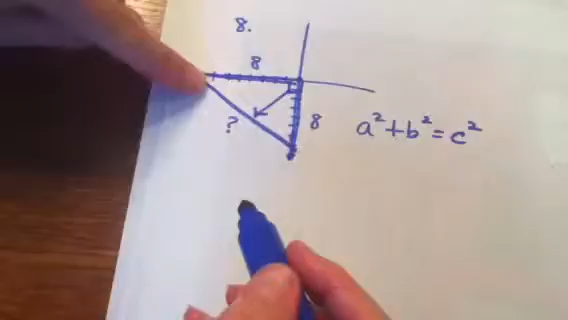 8.
8
?
8
a²+b²=c²